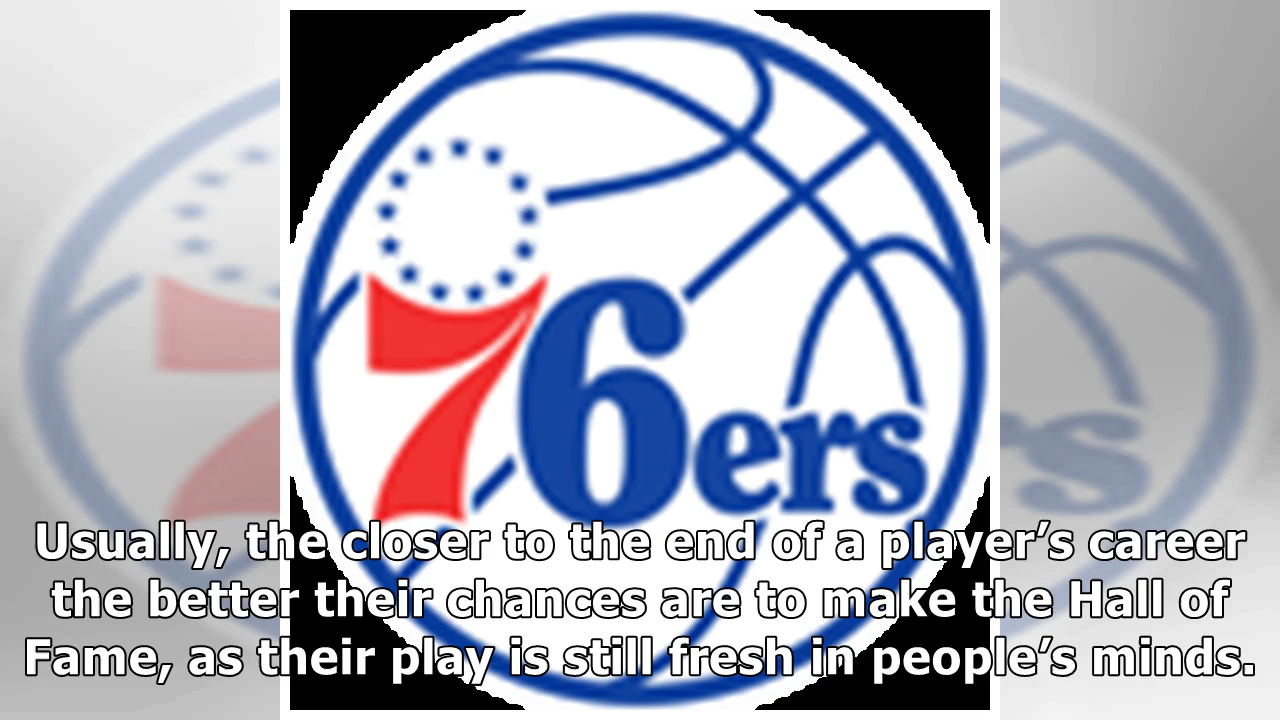 76ers
Usually, the closer to the end of a player’s career
the better their chances are to make the Hall of
Fame, as their play is still fresh in people’s minds.